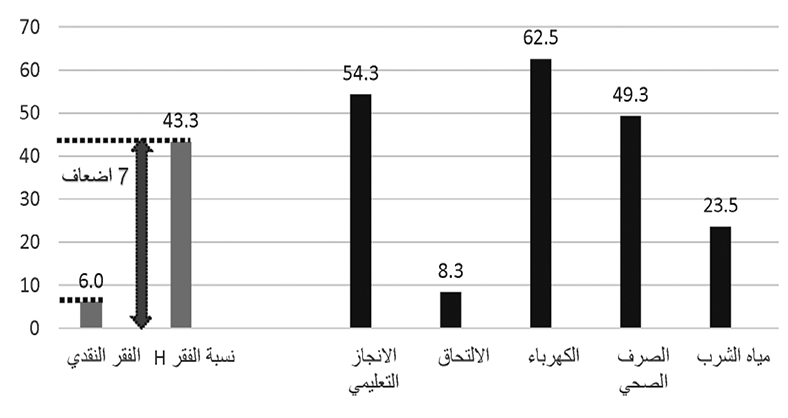 70
60
50
40
30
20
10
0
6.0
43.3
7 اضعاف
54.3
8.3
62.5
49.3
23.5
الفقر النقدي
نسبة الفقر H
الانجاز
التعليمي
الالتحاق
الكهرباء
الصرف
الصحي
مياه الشرب